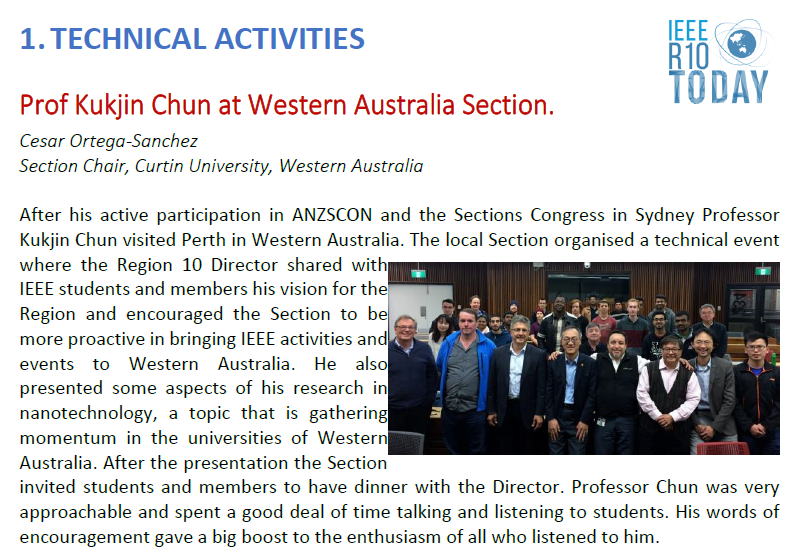 1. TECHNICAL ACTIVITIES
IEEE
R10
TODAY
Prof Kukjin Chun at Western Australia Section.
Cesar Ortega-Sanchez
Section Chair, Curtin University, Western Australia
After his active participation in ANZSCON and the Sections Congress in Sydney Professor
Kukjin Chun visited Perth in Western Australia. The local Section organised a technical event
where the Region 10 Director shared with
IEEE students and members his vision for the
Region and encouraged the Section to be
more proactive in bringing IEEE activities and
events to Western Australia. He also
presented some aspects of his research in
nanotechnology, a topic that is gathering
momentum in the universities of Western
Australia. After the presentation the Section
invited students and members to have dinner with the Director. Professor Chun was very
approachable and spent a good deal of time talking and listening to students. His words of
encouragement gave a big boost to the enthusiasm of all who listened to him.